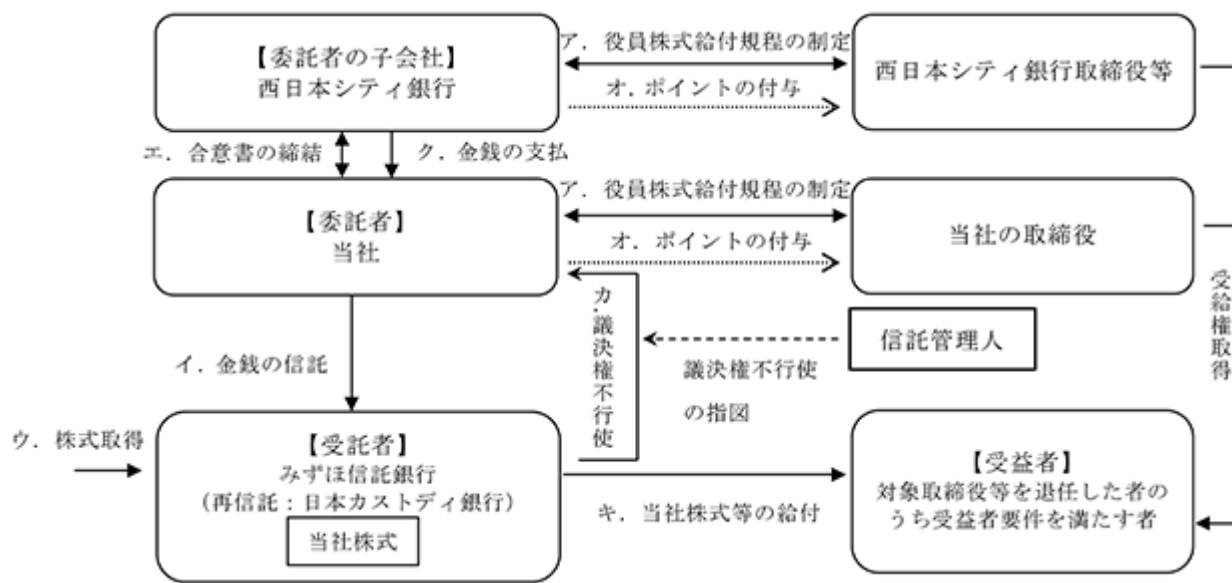 【委託者の子会社】
西日本シティ銀行
ア．役員株式給付規程の制定
オ．ポイントの付与
西日本シティ銀行取締役等
エ．合意書の締結
ク．金銭の支払
【委託者】
当社
ア．役員株式給付規程の制定
オ．ポイントの付与
当社の取締役
カ．議決権不行使
信託管理人
議決権不行使
の指図
受給権取得
イ．金銭の信託
ウ．株式取得
【受託者】
みずほ信託銀行
(再信託：日本カストディ銀行)
当社株式
キ．当社株式等の給付
【受益者】
対象取締役等を退任した者の
うち受益者要件を満たす者